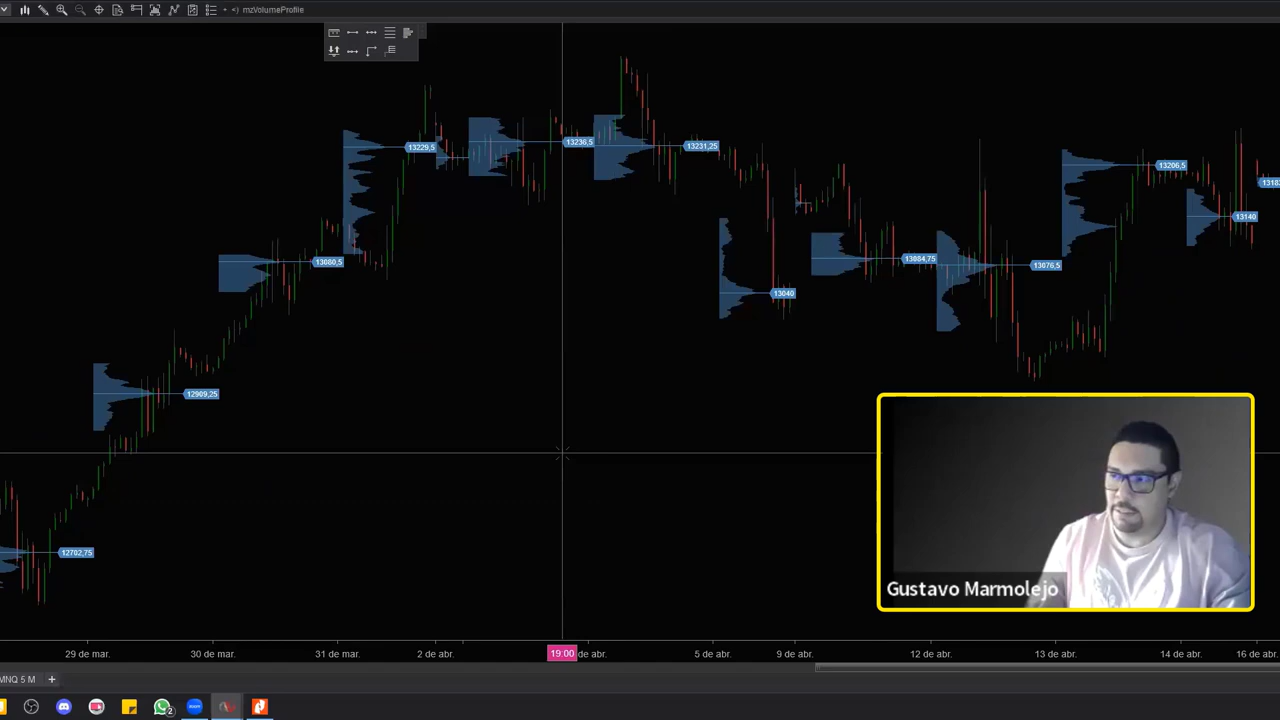 mzVolumeProfile
13229,5
13236,5
13231,25
13206,5
13140
13080,5
13084,75
13076,5
13040
12909,25
12702,75
Gustavo Marmolejo
29 de mar.
30 de mar.
31 de mar.
2 de abr.
19:00
de abr.
5 de abr.
9 de abr.
12 de abr.
13 de abr.
14 de abr.
16 de abr.
MNQ 5 M
2